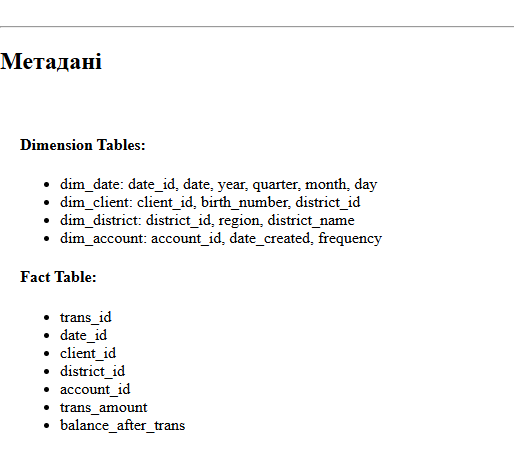 Метадані
Dimension Tables:
dim_date: date_id, date, year, quarter, month, day
dim_client: client_id, birth_number, district_id
dim_district: district_id, region, district_name
dim_account: account_id, date_created, frequency
Fact Table:
trans_id
date_id
client_id
district_id
account_id
trans_amount
balance_after_trans